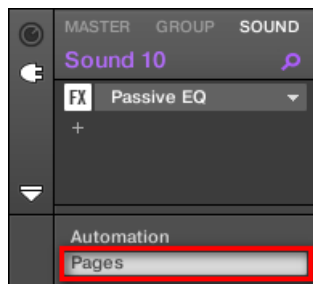 MASTER GROUP SOUND
Sound 10
FX Passive EQ
+
Automation
Pages